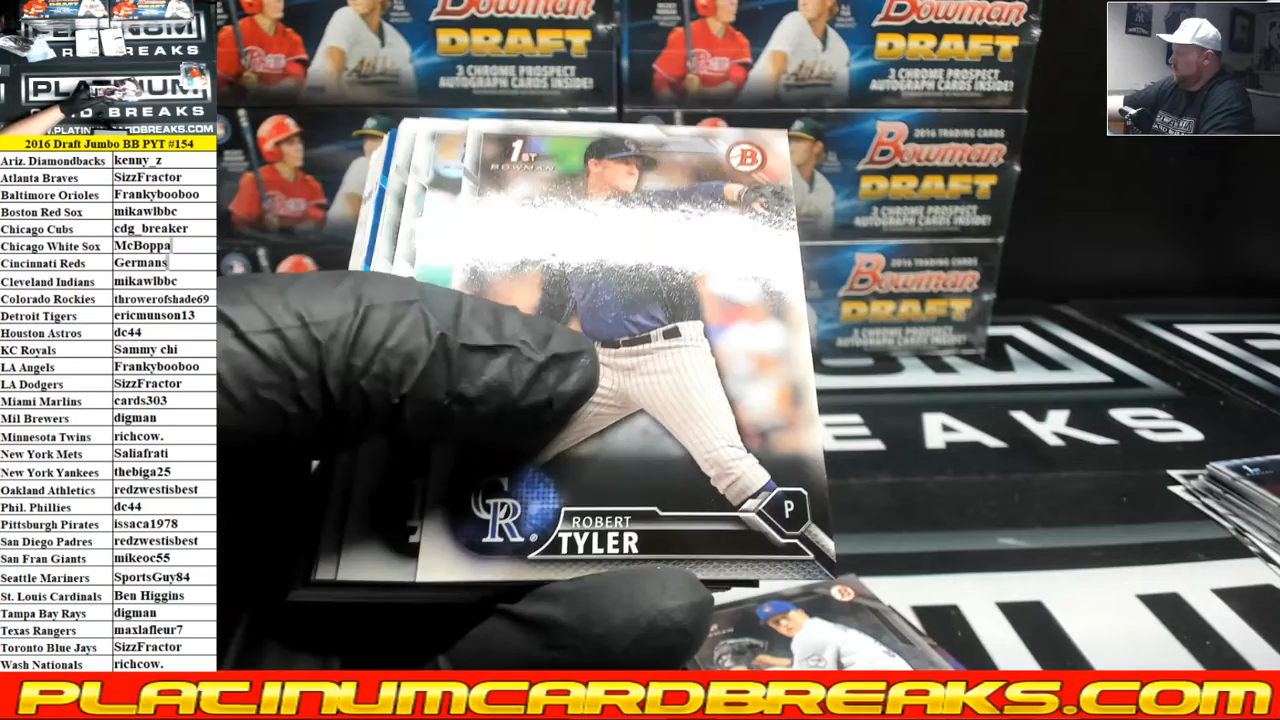 BREAKS
PLATINUM
CARD BREAKS
2016 Draft Jumbo BB PYT #154
Ariz. Diamondbacks kenny_z
Atlanta Braves SizzFractor
Baltimore Orioles Frankybooboo
Boston Red Sox mikawlbbc
Chicago Cubs cdg_breaker
Chicago White Sox McBoppa
Cincinnati Reds Germans
Cleveland Indians mikawlbbc
Colorado Rockies throwerofshade69
Detroit Tigers ericmunson13
Houston Astros dc44
KC Royals Sammy chi
LA Angels Frankybooboo
LA Dodgers SizzFractor
Miami Marlins cards303
Mil Brewers digman
Minnesota Twins richcow.
New York Mets Saliafrati
New York Yankees thebiga25
Oakland Athletics redzwestisbest
Phil. Phillies dc44
Pittsburgh Pirates issaca1978
San Diego Padres redzwestisbest
San Fran Giants mikeoc55
Seattle Mariners SportsGuy84
St. Louis Cardinals Ben Higgins
Tampa Bay Rays digman
Texas Rangers maxlafleur7
Toronto Blue Jays SizzFractor
Wash Nationals richcow.
Bowman
DRAFT
3 CHROME PROSPECT
AUTOGRAPH CARDS INSIDE!
Bowman
DRAFT
3 CHROME PROSPECT
AUTOGRAPH CARDS INSIDE!
2016 TRADING CARDS
Bowman
DRAFT
3 CHROME PROSPECT
AUTOGRAPH CARDS INSIDE!
2016 TRADING CARDS
Bowman
DRAFT
1ST
BOWMAN
B
CR
ROBERT
TYLER
P
B
EAKS
PLATINUMCARDBREAKS.COM